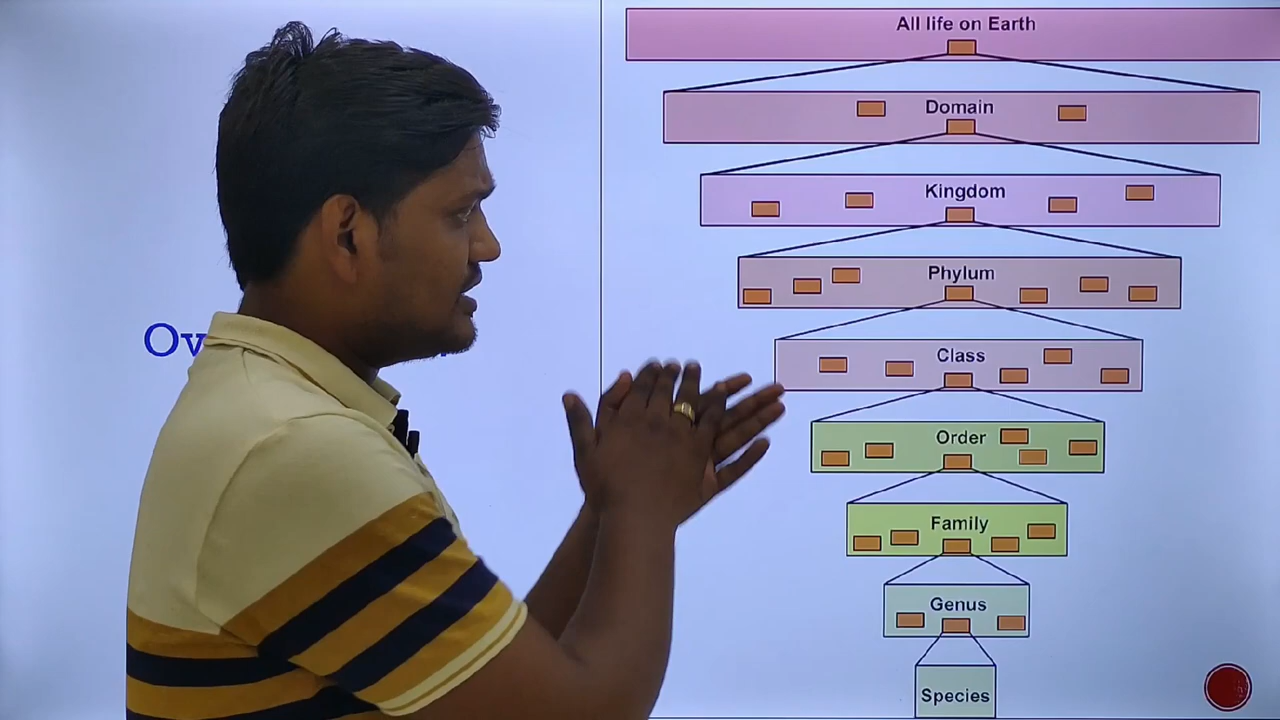 All life on Earth
Domain
Kingdom
Phylum
Class
Order
Family
Genus
Species